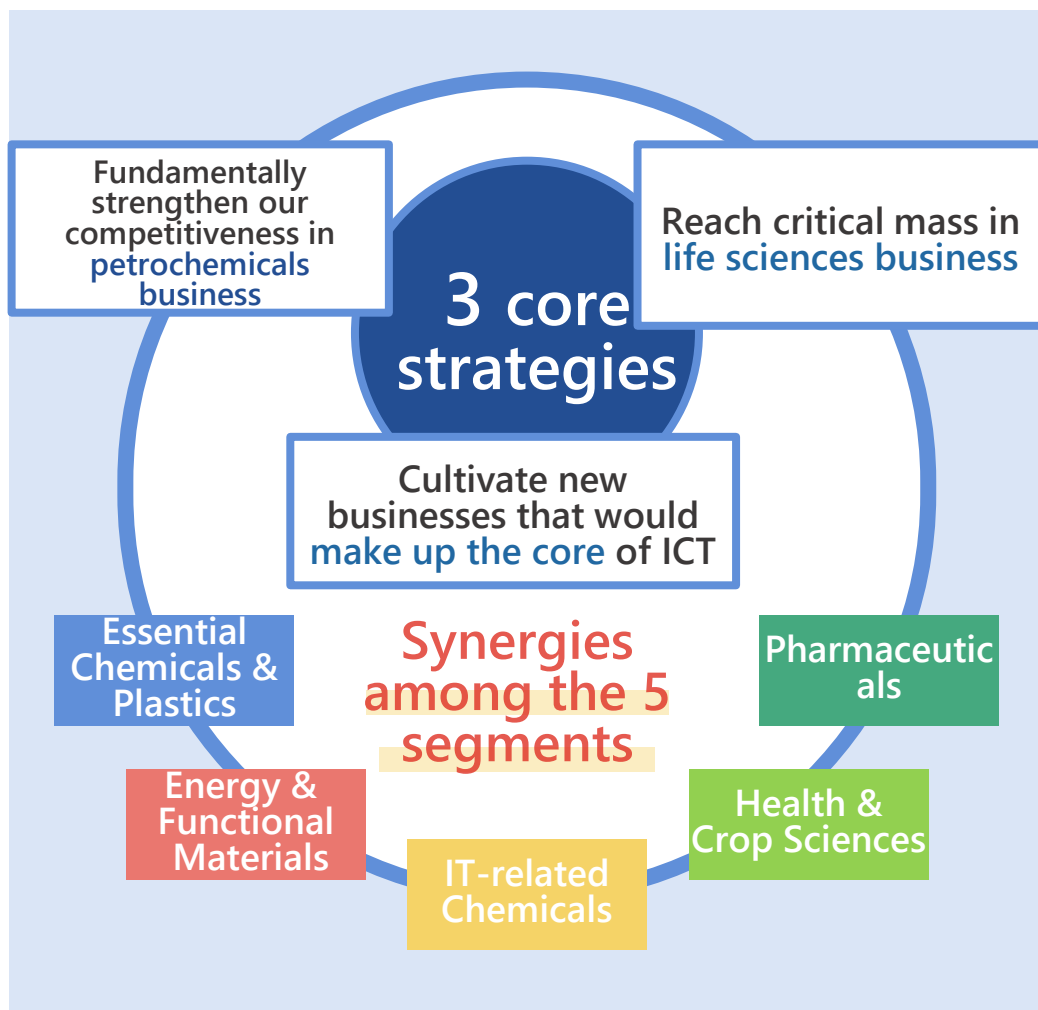 Fundamentally
strengthen our
competitiveness in
petrochemicals
business
Reach critical mass in
life sciences business
3 core
strategies
Cultivate new
businesses that would
make up the core of ICT
Synergies
among the 5
segments
Essential
Chemicals &
Plastics
Pharmaceutic
als
Energy &
Functional
Materials
Health &
Crop Sciences
IT-related
Chemicals